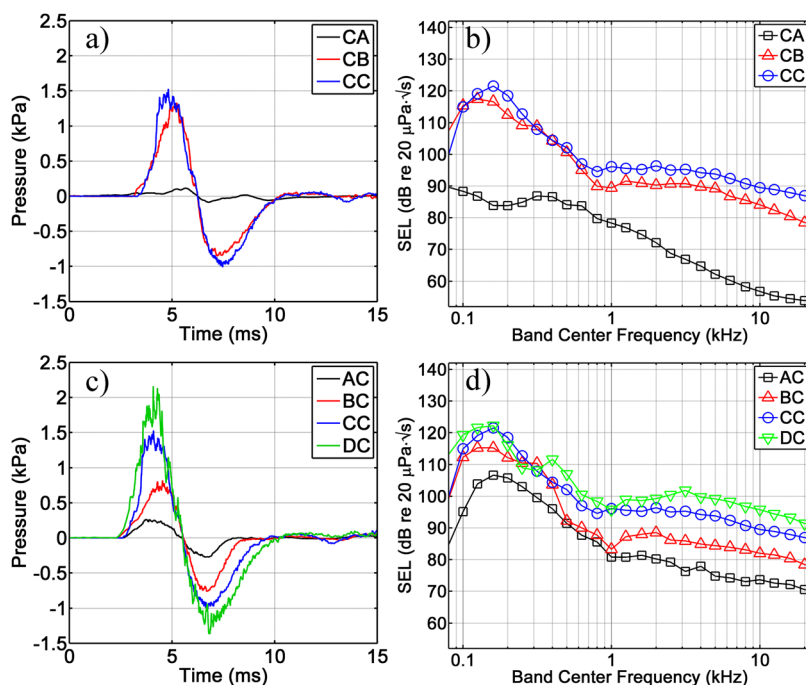 a)
CA
CB
CC
2.5
2
1.5
1
0.5
0
-0.5
-1
-1.5
Pressure (kPa)
0 5 10 15
Time (ms)
b)
CA
CB
CC
140
130
120
110
100
90
80
70
60
SEL (dB re 20 μPa·√s)
0.1 1 10
Band Center Frequency (kHz)
c)
AC
BC
CC
DC
2.5
2
1.5
1
0.5
0
-0.5
-1
-1.5
Pressure (kPa)
0 5 10 15
Time (ms)
d)
AC
BC
CC
DC
140
130
120
110
100
90
80
70
60
SEL (dB re 20 μPa·√s)
0.1 1 10
Band Center Frequency (kHz)